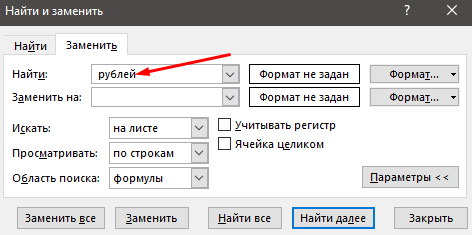 Найти и заменить
Найти Заменить
Найти: рублей Формат не задан Формат...
Заменить на: Формат не задан Формат...
Искать: на листе Учитывать регистр
Просматривать: по строкам Ячейка целиком
Область поиска: формулы Параметры <<
Заменить все Заменить Найти все Найти далее Закрыть